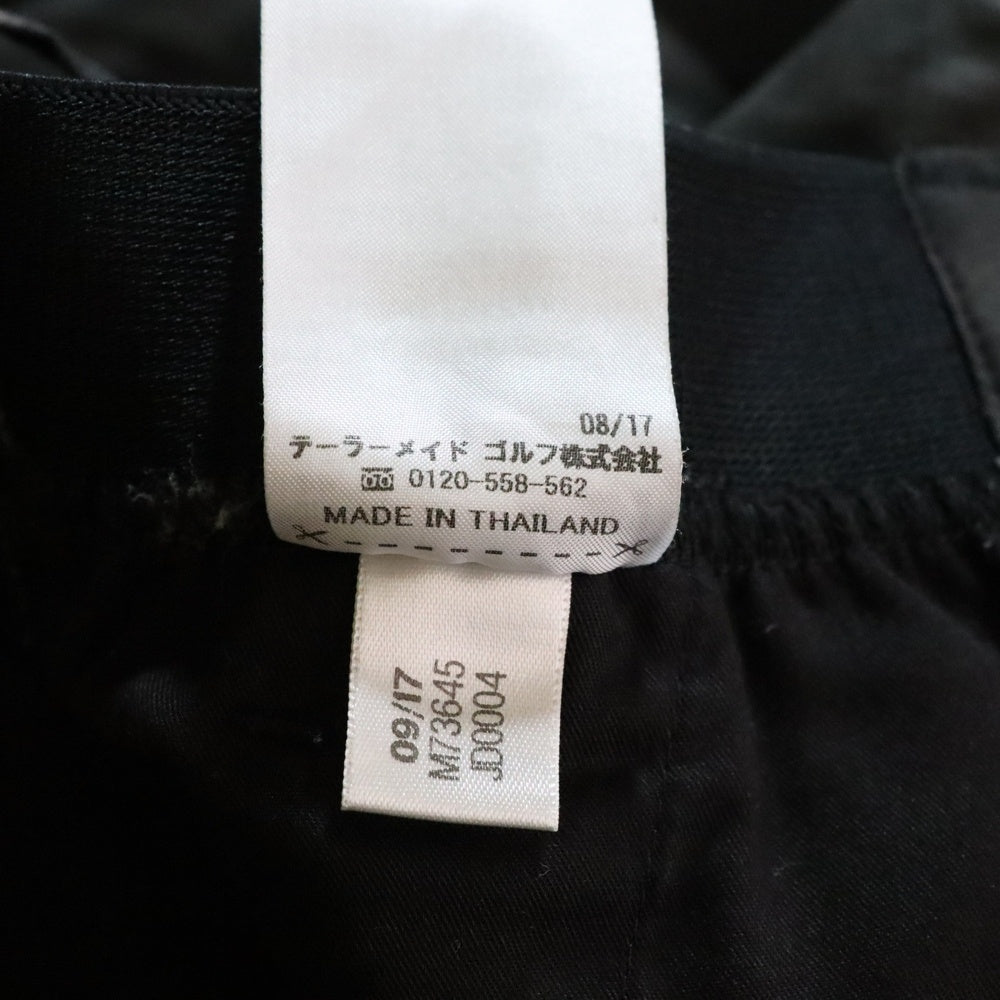 08/17
テーラーメイド ゴルフ株式会社
0120-558-562
MADE IN THAILAND
09/17
M73645
JD0004